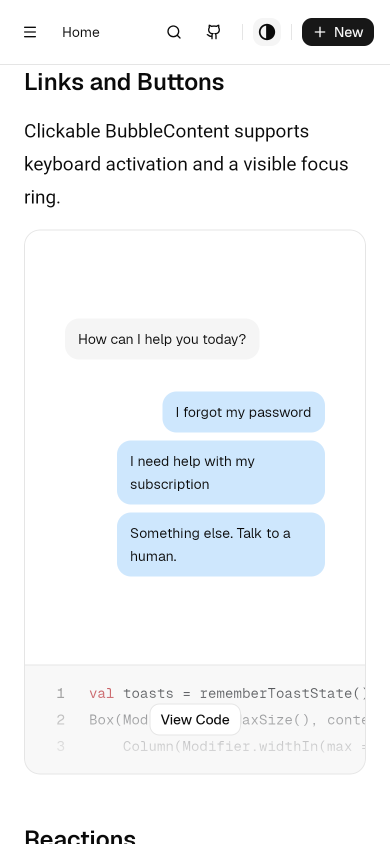 Home
New
Links and Buttons
Clickable BubbleContent supports
keyboard activation and a visible focus
ring.
How can I help you today?
I forgot my password
I need help with my
subscription
Something else. Talk to a
human.
1 val toasts = rememberToastState()
2 Box(Mod axSize(), conte
View Code
3 Column(Modifier.widthIn(max =
Reactions